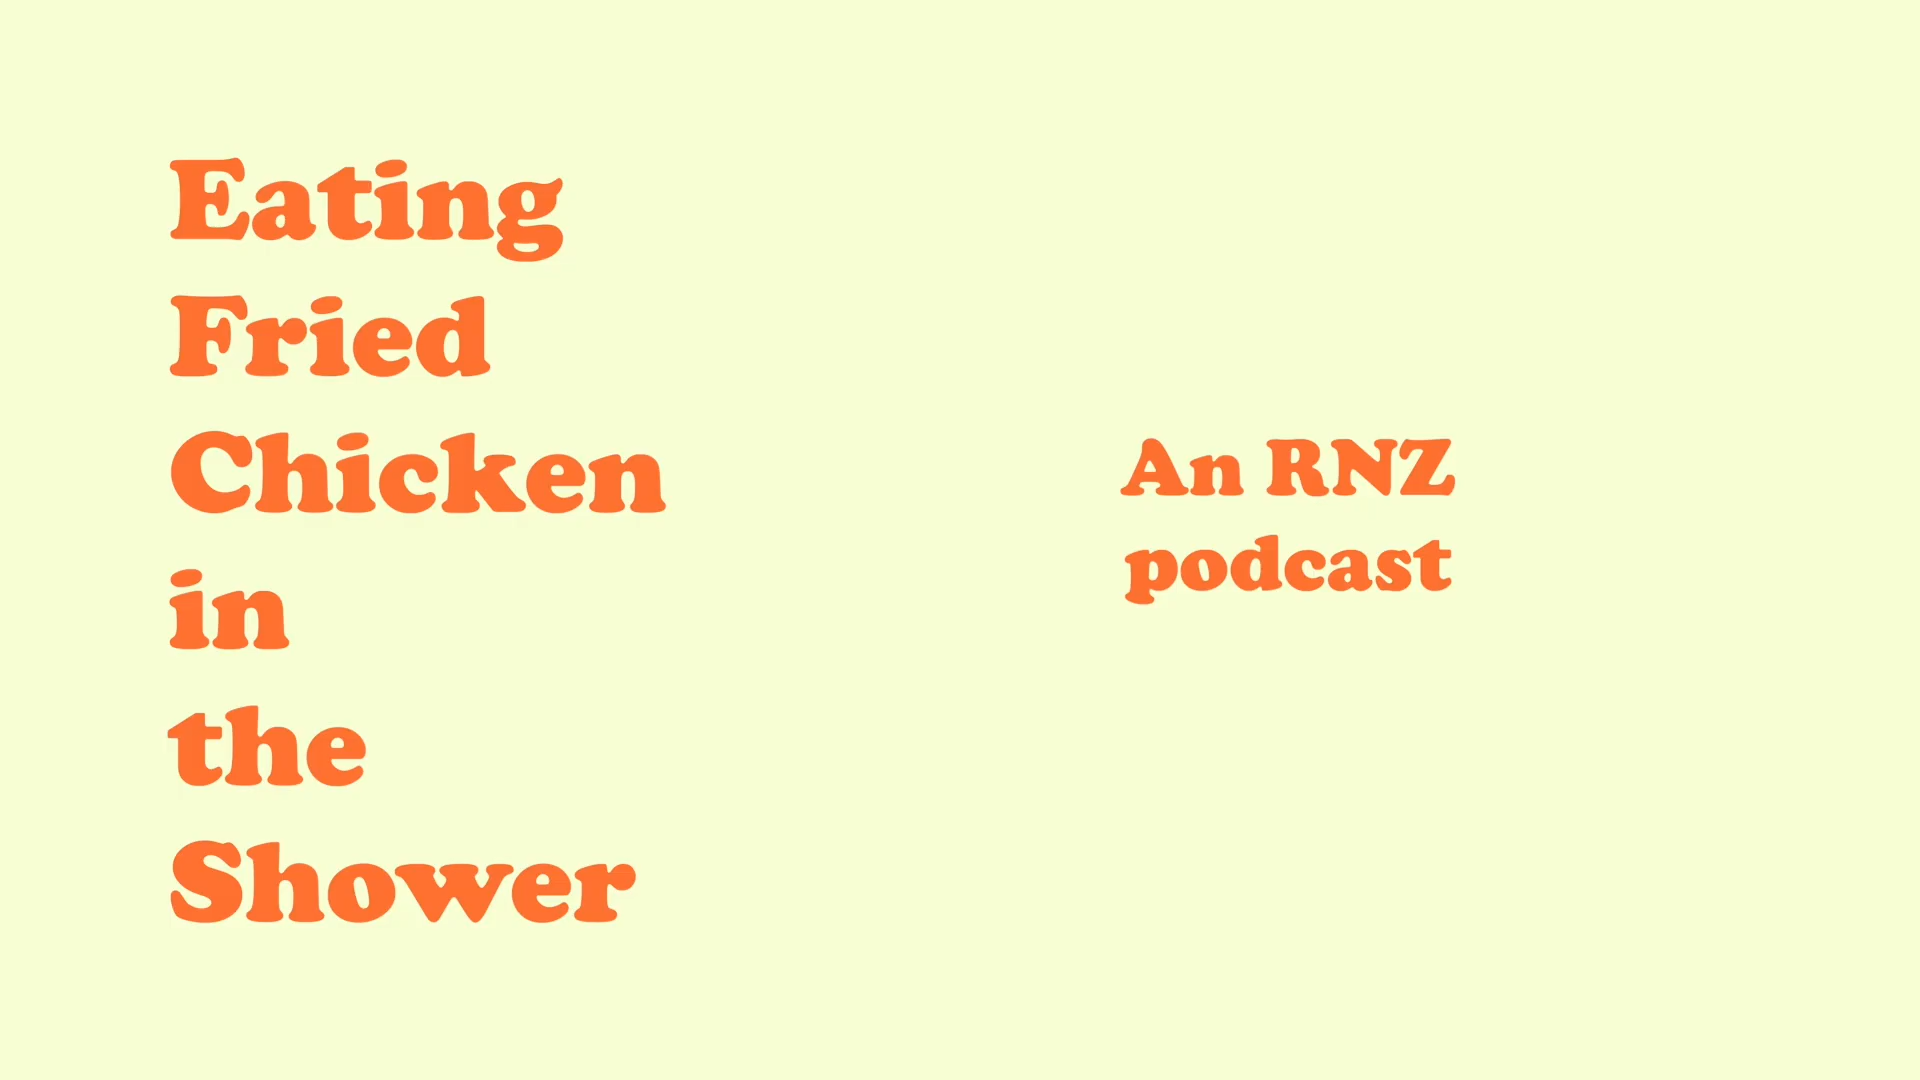 Eating
Fried
Chicken
in
the
Shower
An RNZ
podcast